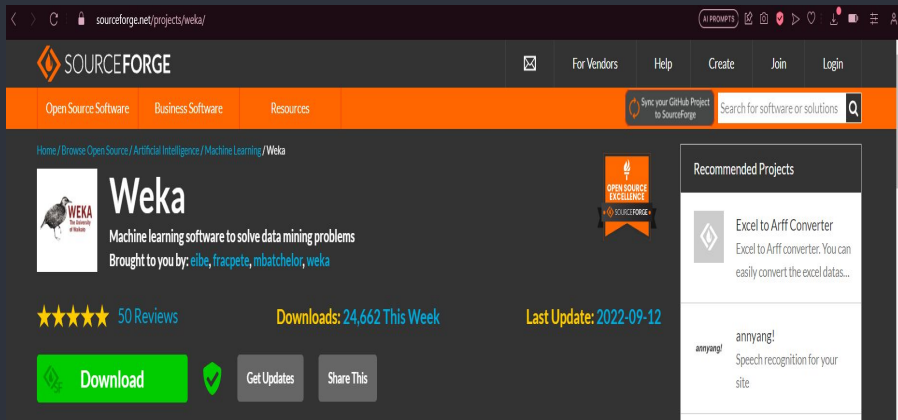 sourceforge.net/projects/weka/
AI PROMPTS
SOURCEFORGE
For Vendors
Help
Create
Join
Login
Open Source Software
Business Software
Resources
Sync your GitHub Project
to SourceForge
Search for software or solutions
Home / Browse Open Source / Artificial Intelligence / Machine Learning / Weka
WEKA
The University
of Waikato
Weka
Machine learning software to solve data mining problems
Brought to you by: eibe, fracpete, mbatchelor, weka
OPEN SOURCE
EXCELLENCE
SOURCEFORGE
50 Reviews
Downloads: 24,662 This Week
Last Update: 2022-09-12
Download
Get Updates
Share This
Recommended Projects
Excel to Arff Converter
Excel to Arff converter. You can
easily convert the excel datas...
annyang!
annyang!
Speech recognition for your
site